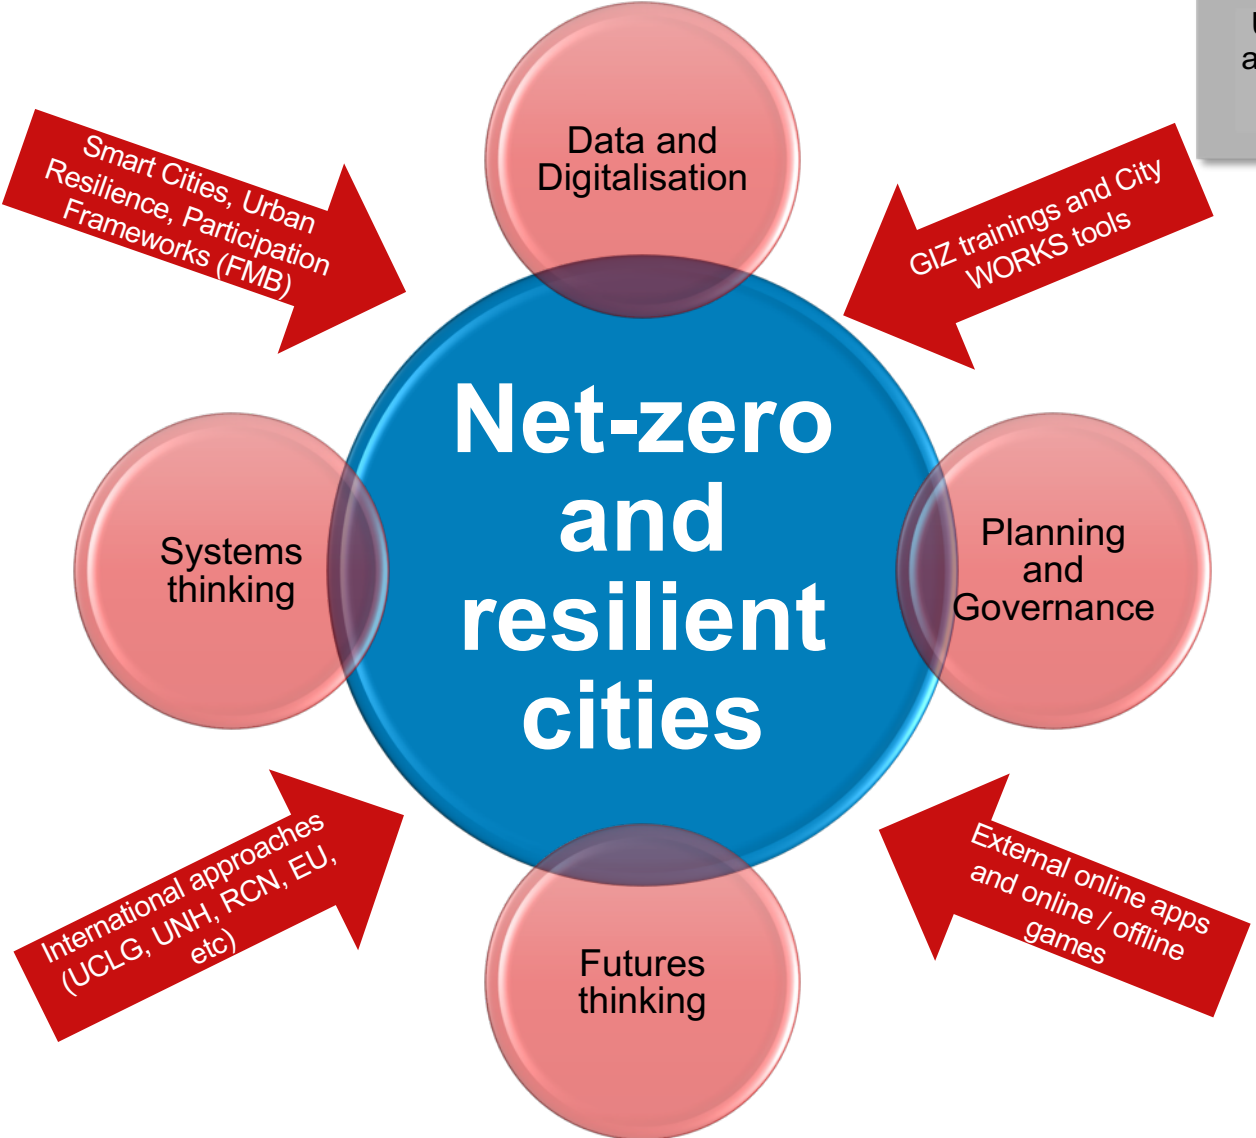 Data and
Digitalisation
Smart Cities, Urban
Resilience, Participation
Frameworks (FMB)
GIZ trainings and City
WORKS tools
Net-zero
and
resilient
cities
Systems
thinking
Planning
and
Governance
International approaches
(UCLG, UNH, RCN, EU,
etc)
External online apps
and online / offline
games
Futures
thinking